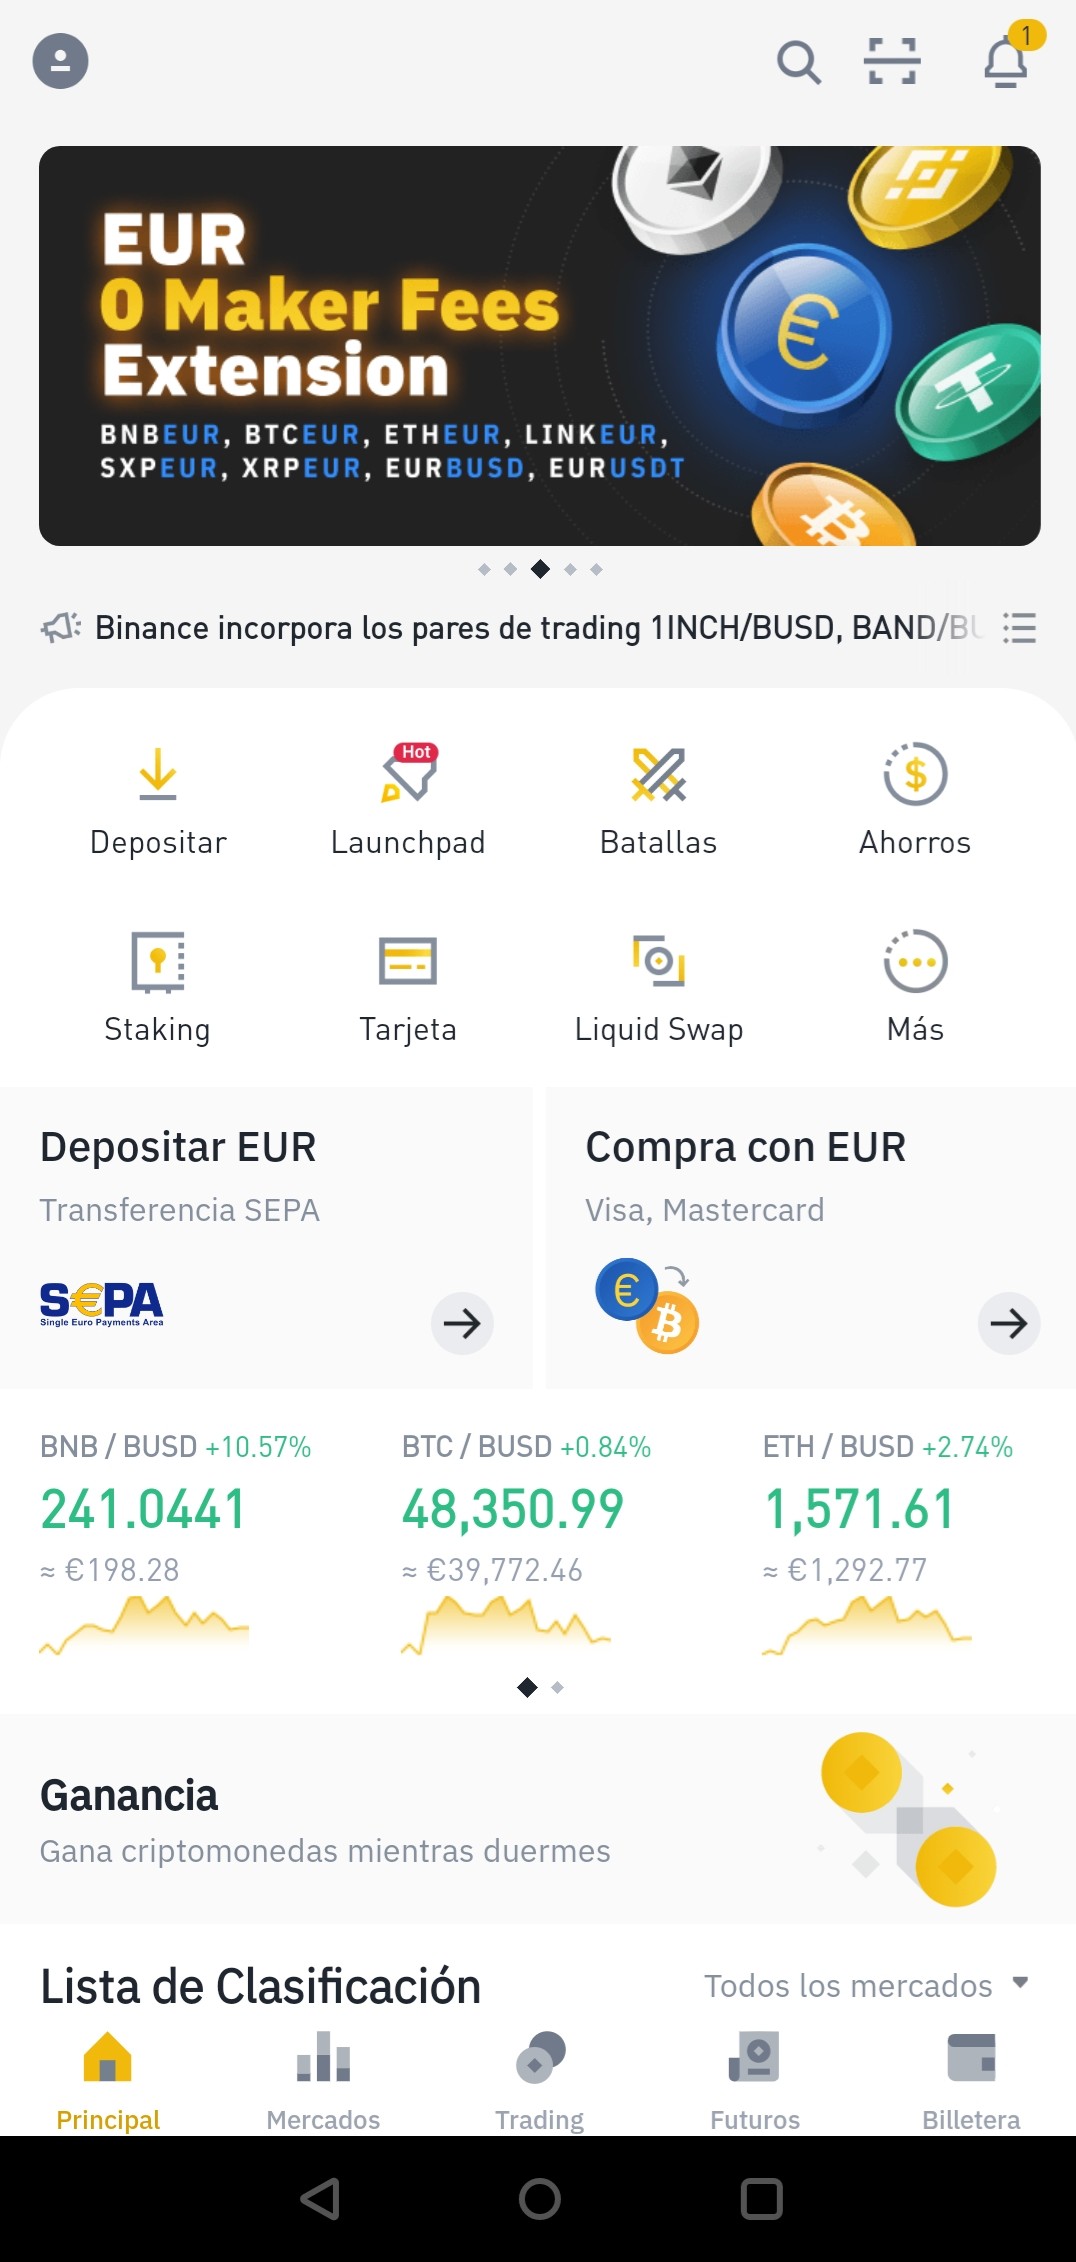 1
EUR
0 Maker Fees
Extension
BNBEUR, BTCEUR, ETHEUR, LINKEUR,
SXPEUR, XRPEUR, EURBUSD, EURUSDT
Binance incorpora los pares de trading 1INCH/BUSD, BAND/BU
Hot
Depositar Launchpad Batallas Ahorros
Staking Tarjeta Liquid Swap Más
Depositar EUR
Transferencia SEPA
S€PA
Single Euro Payments Area
Compra con EUR
Visa, Mastercard
BNB / BUSD +10.57%
241.0441
≈ €198.28
BTC / BUSD +0.84%
48,350.99
≈ €39,772.46
ETH / BUSD +2.74%
1,571.61
≈ €1,292.77
Ganancia
Gana criptomonedas mientras duermes
Lista de Clasificación
Todos los mercados
Principal Mercados Trading Futuros Billetera